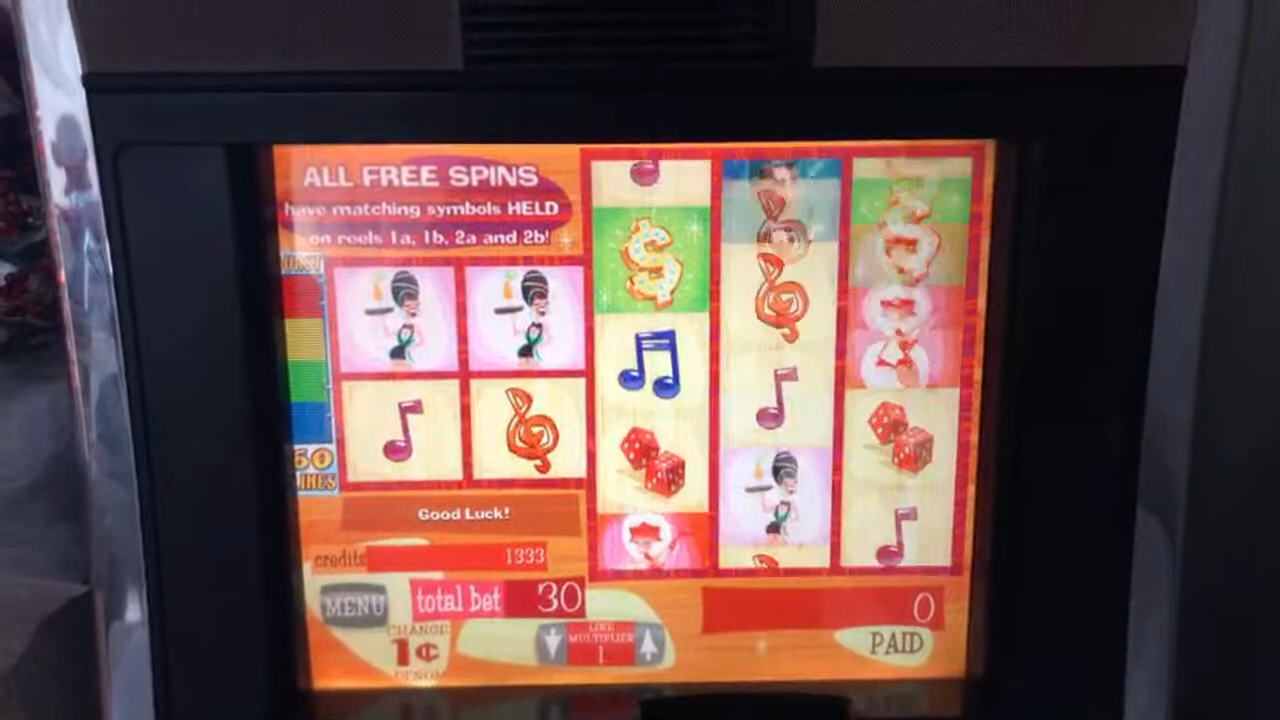 ALL FREE SPINS
have matching symbols HELD
on reels 1a, 1b, 2a and 2b!
60
LINES
Good Luck!
credits 1333
MENU
total bet 30
CHANGE
1¢
DENOM
LINE
MULTIPLIER
1
0
PAID